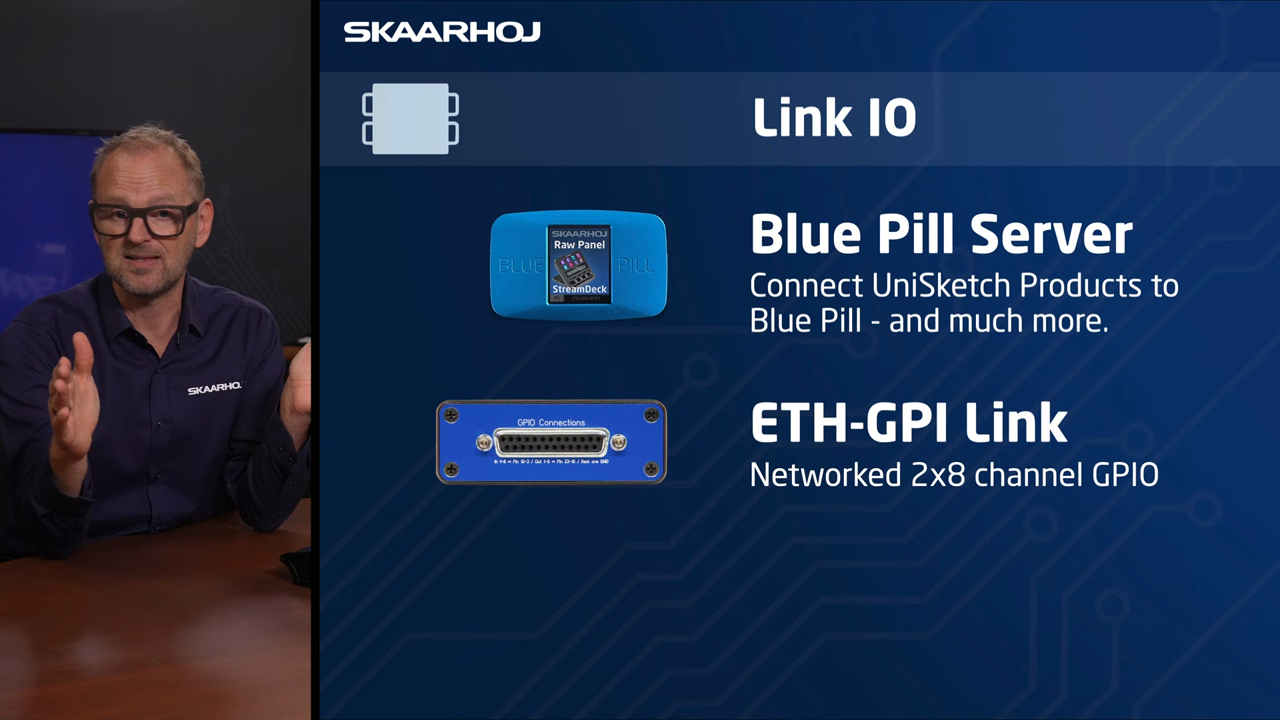 SKAARHOJ
Link IO
SKAARHOJ
Raw Panel
BLUE PILL
StreamDeck
Blue Pill Server
Connect UniSketch Products to
Blue Pill - and much more.
SKAARHO
GPIO Connections
ETH-GPI Link
Networked 2x8 channel GPIO